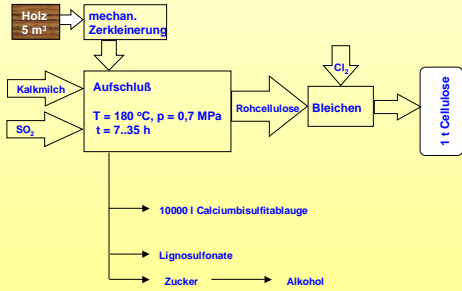 Holz
5 m³
mechan.
Zerkleinerung
Kalkmilch
SO₂
Aufschluß
T = 180 °C, p = 0,7 MPa
t = 7..35 h
Rohcellulose
Cl₂
Bleichen
1 t Cellulose
10000 l Calciumbisulfitablauge
Lignosulfonate
Zucker
Alkohol